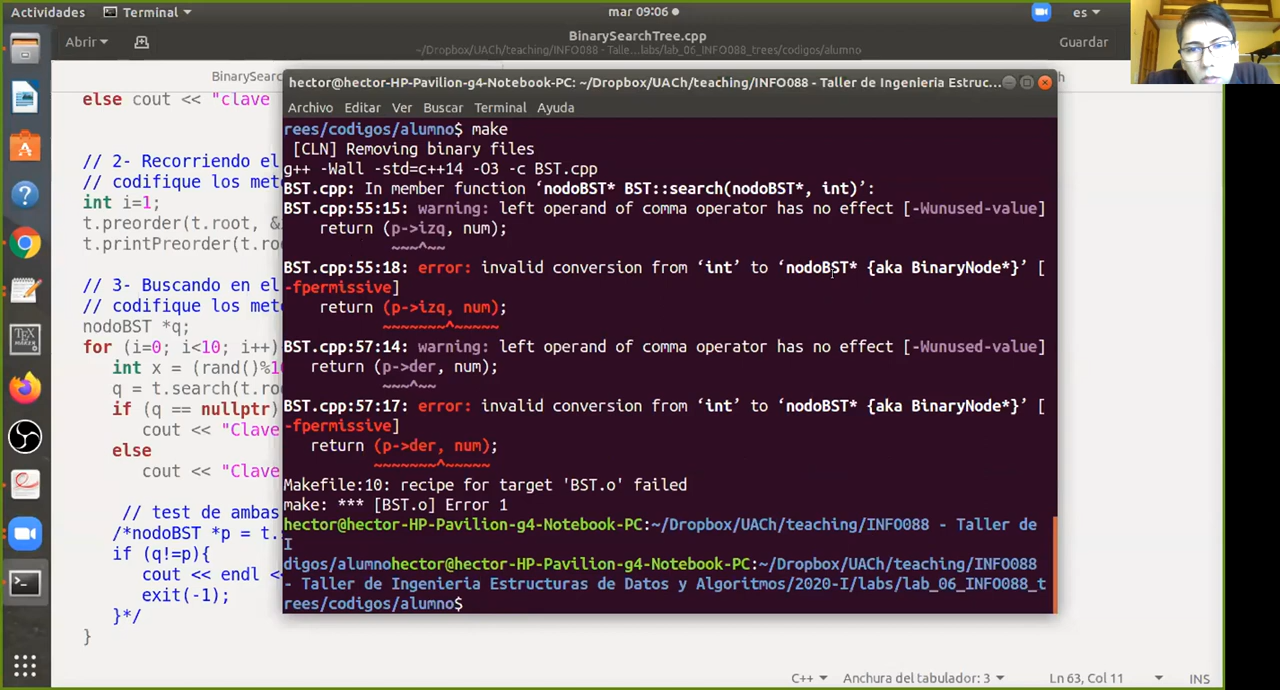 Actividades
Terminal
mar 09:06
es
Abrir
BinarySearchTree.cpp
~/Dropbox/UACh/teaching/INFO088 - Talle… labs/lab_06_INFO088_trees/codigos/alumno
Guardar
BinarySearc
h
else cout << "clave
// 2- Recorriendo el
// codifique los met
int i=1;
t.preorder(t.root, &
t.printPreorder(t.ro
// 3- Buscando en el
// codifique los met
nodoBST *q;
for (i=0; i<10; i++)
int x = (rand()%1
q = t.search(t.ro
if (q == nullptr)
cout << "Clave
else
cout << "Clave
// test de ambas
/*nodoBST *p = t.
if (q!=p){
cout << endl <
exit(-1);
}*/
}
hector@hector-HP-Pavilion-g4-Notebook-PC: ~/Dropbox/UACh/teaching/INFO088 - Taller de Ingenieria Estruc…
Archivo Editar Ver Buscar Terminal Ayuda
rees/codigos/alumno$ make
[CLN] Removing binary files
g++ -Wall -std=c++14 -O3 -c BST.cpp
BST.cpp: In member function ‘nodoBST* BST::search(nodoBST*, int)’:
BST.cpp:55:15: warning: left operand of comma operator has no effect [-Wunused-value]
return (p->izq, num);
~~~^~~
BST.cpp:55:18: error: invalid conversion from ‘int’ to ‘nodoBST* {aka BinaryNode*}’ [
-fpermissive]
return (p->izq, num);
~~~~~~~^~~~~~
BST.cpp:57:14: warning: left operand of comma operator has no effect [-Wunused-value]
return (p->der, num);
~~~^~~
BST.cpp:57:17: error: invalid conversion from ‘int’ to ‘nodoBST* {aka BinaryNode*}’ [
-fpermissive]
return (p->der, num);
~~~~~~~^~~~~~
Makefile:10: recipe for target 'BST.o' failed
make: *** [BST.o] Error 1
hector@hector-HP-Pavilion-g4-Notebook-PC:~/Dropbox/UACh/teaching/INFO088 - Taller de
I
digos/alumnohector@hector-HP-Pavilion-g4-Notebook-PC:~/Dropbox/UACh/teaching/INFO088
- Taller de Ingenieria Estructuras de Datos y Algoritmos/2020-I/labs/lab_06_INFO088_t
rees/codigos/alumno$
C++
Anchura del tabulador: 3
Ln 63, Col 11
INS